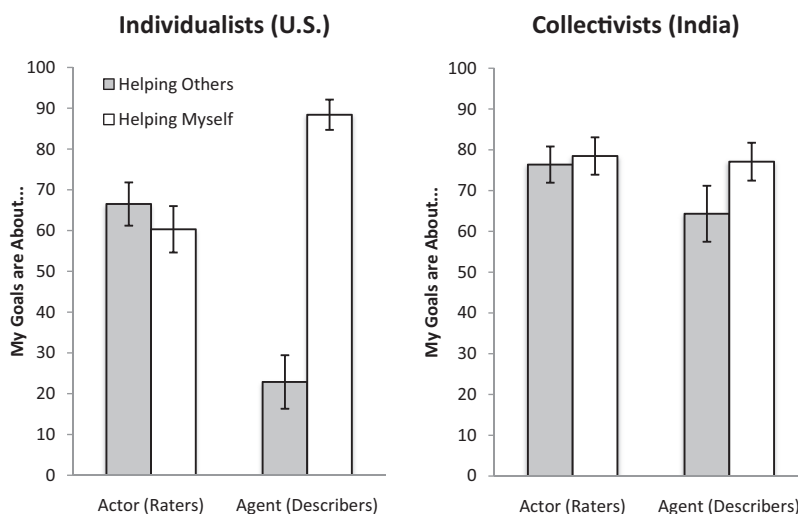 Individualists (U.S.)
My Goals are About...
100
90
80
70
60
50
40
30
20
10
0
Helping Others
Helping Myself
Actor (Raters)
Agent (Describers)
Collectivists (India)
My Goals are About...
100
90
80
70
60
50
40
30
20
10
0
Actor (Raters)
Agent (Describers)